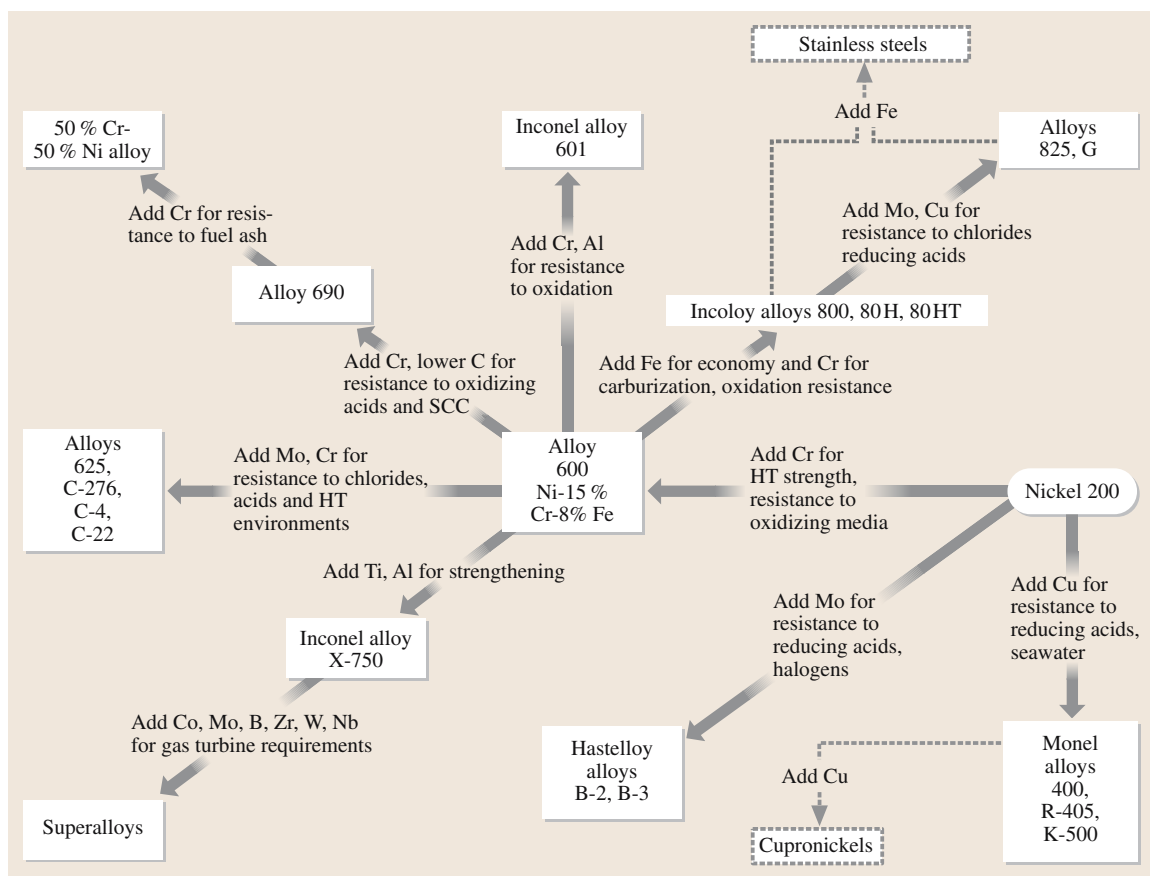 Stainless steels
Add Fe
50 % Cr-
50 % Ni alloy
Inconel alloy
601
Alloys
825, G
Add Cr for resis-
tance to fuel ash
Add Cr, Al
for resistance
to oxidation
Add Mo, Cu for
resistance to chlorides
reducing acids
Alloy 690
Incoloy alloys 800, 80H, 80HT
Add Cr, lower C for
resistance to oxidizing
acids and SCC
Add Fe for economy and Cr for
carburization, oxidation resistance
Alloys
625,
C-276,
C-4,
C-22
Add Mo, Cr for
resistance to chlorides,
acids and HT
environments
Alloy
600
Ni-15 %
Cr-8% Fe
Add Cr for
HT strength,
resistance to
oxidizing media
Nickel 200
Add Ti, Al for strengthening
Add Mo for
resistance to
reducing acids,
halogens
Add Cu for
resistance to
reducing acids,
seawater
Inconel alloy
X-750
Add Co, Mo, B, Zr, W, Nb
for gas turbine requirements
Hastelloy
alloys
B-2, B-3
Add Cu
Monel
alloys
400,
R-405,
K-500
Superalloys
Cupronickels